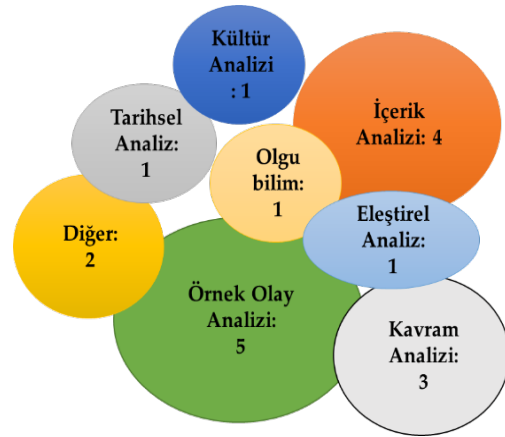 Kültür
Analizi
: 1
Tarihsel
Analiz:
1
İçerik
Analizi: 4
Olgu
bilim:
1
Diğer:
2
Eleştirel
Analiz:
1
Örnek Olay
Analizi:
5
Kavram
Analizi:
3